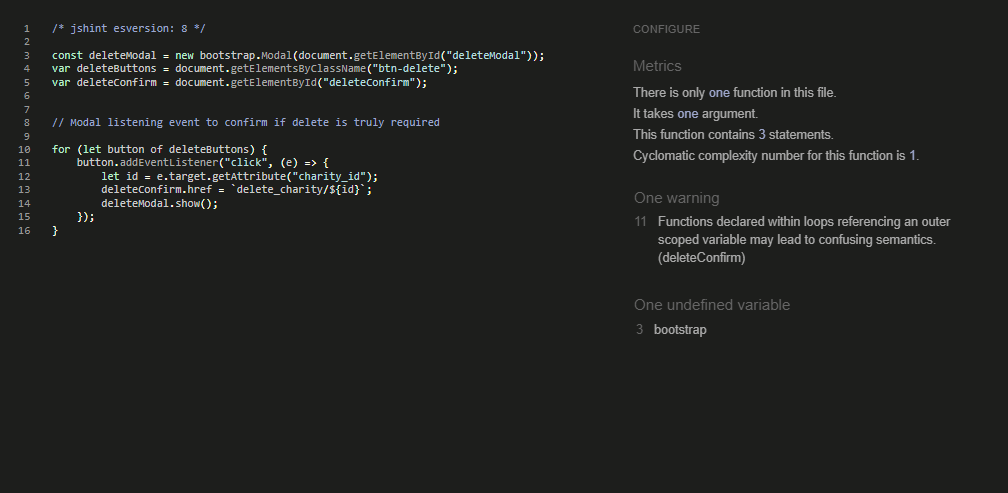 1 /* jshint esversion: 8 */
2
3 const deleteModal = new bootstrap.Modal(document.getElementById("deleteModal"));
4 var deleteButtons = document.getElementsByClassName("btn-delete");
5 var deleteConfirm = document.getElementById("deleteConfirm");
6
7
8 // Modal listening event to confirm if delete is truly required
9
10 for (let button of deleteButtons) {
11     button.addEventListener("click", (e) => {
12         let id = e.target.getAttribute("charity_id");
13         deleteConfirm.href = `delete_charity/${id}`;
14         deleteModal.show();
15     });
16 }
CONFIGURE
Metrics
There is only one function in this file.
It takes one argument.
This function contains 3 statements.
Cyclomatic complexity number for this function is 1.
One warning
11 Functions declared within loops referencing an outer
scoped variable may lead to confusing semantics.
(deleteConfirm)
One undefined variable
3 bootstrap